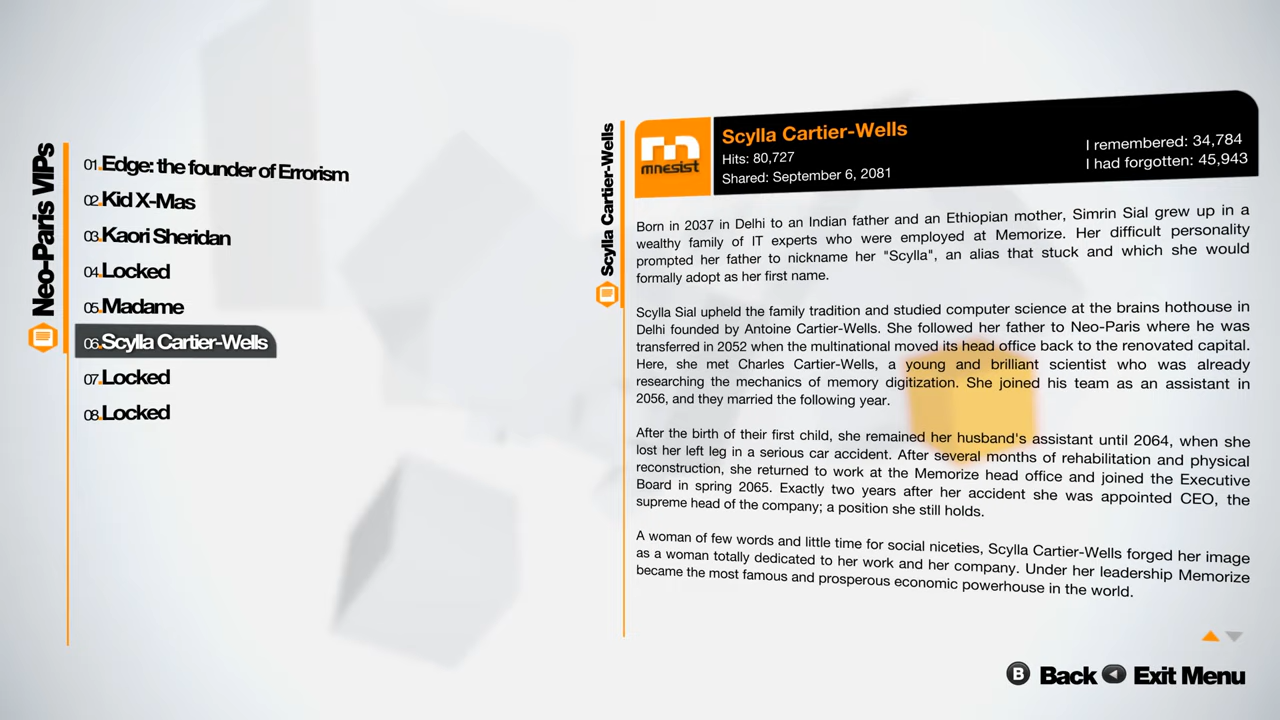 Neo-Paris VIPs
01.Edge: the founder of Errorism
02.Kid X-Mas
03.Kaori Sheridan
04.Locked
05.Madame
06.Scylla Cartier-Wells
07.Locked
08.Locked
Scylla Cartier-Wells
mnesist
Scylla Cartier-Wells
Hits: 80,727
Shared: September 6, 2081
I remembered: 34,784
I had forgotten: 45,943
Born in 2037 in Delhi to an Indian father and an Ethiopian mother, Simrin Sial grew up in a
wealthy family of IT experts who were employed at Memorize. Her difficult personality
prompted her father to nickname her "Scylla", an alias that stuck and which she would
formally adopt as her first name.
Scylla Sial upheld the family tradition and studied computer science at the brains hothouse in
Delhi founded by Antoine Cartier-Wells. She followed her father to Neo-Paris where he was
transferred in 2052 when the multinational moved its head office back to the renovated capital.
Here, she met Charles Cartier-Wells, a young and brilliant scientist who was already
researching the mechanics of memory digitization. She joined his team as an assistant in
2056, and they married the following year.
After the birth of their first child, she remained her husband's assistant until 2064, when she
lost her left leg in a serious car accident. After several months of rehabilitation and physical
reconstruction, she returned to work at the Memorize head office and joined the Executive
Board in spring 2065. Exactly two years after her accident she was appointed CEO, the
supreme head of the company; a position she still holds.
A woman of few words and little time for social niceties, Scylla Cartier-Wells forged her image
as a woman totally dedicated to her work and her company. Under her leadership Memorize
became the most famous and prosperous economic powerhouse in the world.
B Back Exit Menu